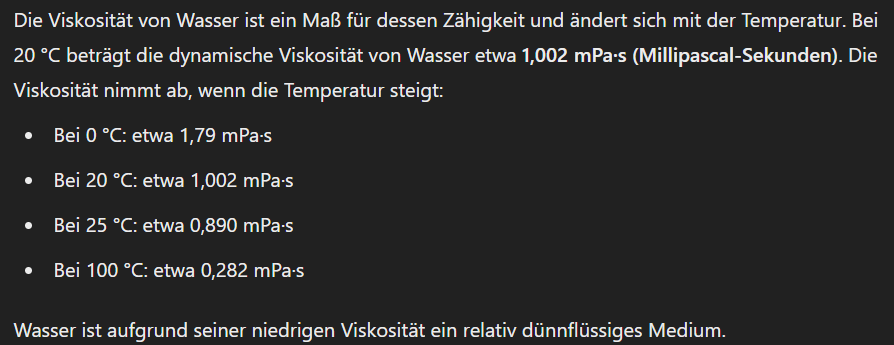 Die Viskosität von Wasser ist ein Maß für dessen Zähigkeit und ändert sich mit der Temperatur. Bei
20 °C beträgt die dynamische Viskosität von Wasser etwa 1,002 mPa·s (Millipascal-Sekunden). Die
Viskosität nimmt ab, wenn die Temperatur steigt:
• Bei 0 °C: etwa 1,79 mPa·s
• Bei 20 °C: etwa 1,002 mPa·s
• Bei 25 °C: etwa 0,890 mPa·s
• Bei 100 °C: etwa 0,282 mPa·s
Wasser ist aufgrund seiner niedrigen Viskosität ein relativ dünnflüssiges Medium.